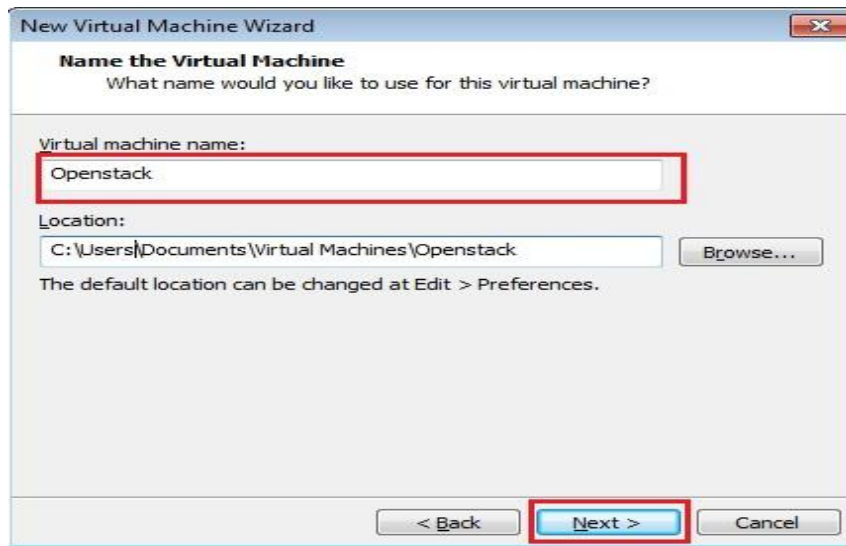 New Virtual Machine Wizard
Name the Virtual Machine
What name would you like to use for this virtual machine?
Virtual machine name:
Openstack
Location:
C:\Users\Documents\Virtual Machines\Openstack
Browse...
The default location can be changed at Edit > Preferences.
< Back Next > Cancel